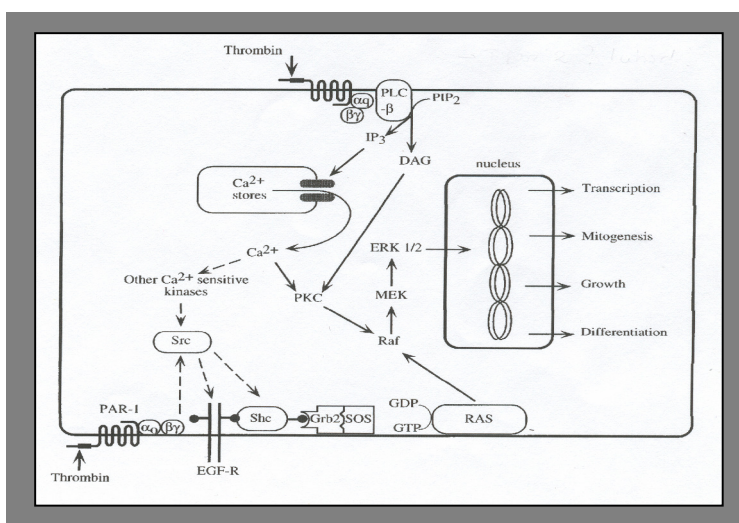 Thrombin
αq
βγ
PLC
-β
PIP2
IP3
DAG
nucleus
Ca2+
stores
Transcription
Ca2+
ERK 1/2
Mitogenesis
Other Ca2+ sensitive
kinases
PKC
MEK
Growth
Src
Raf
Differentiation
PAR-1
αo
βγ
Shc
Grb2
SOS
GDP
GTP
RAS
EGF-R
Thrombin